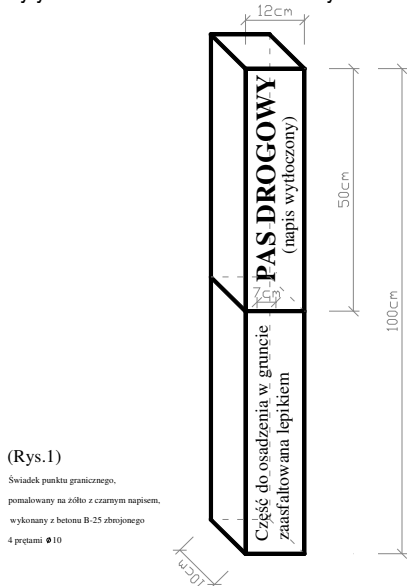 12cm
PAS DROGOWY
(napis wytłoczony)
50cm
7cm
100cm
Część do osadzenia w gruncie
zaasfaltowana lepikiem
(Rys.1)
Świadek punktu granicznego,
pomalowany na żółto z czarnym napisem,
wykonany z betonu B-25 zbrojonego
4 prętami ø10
10cm